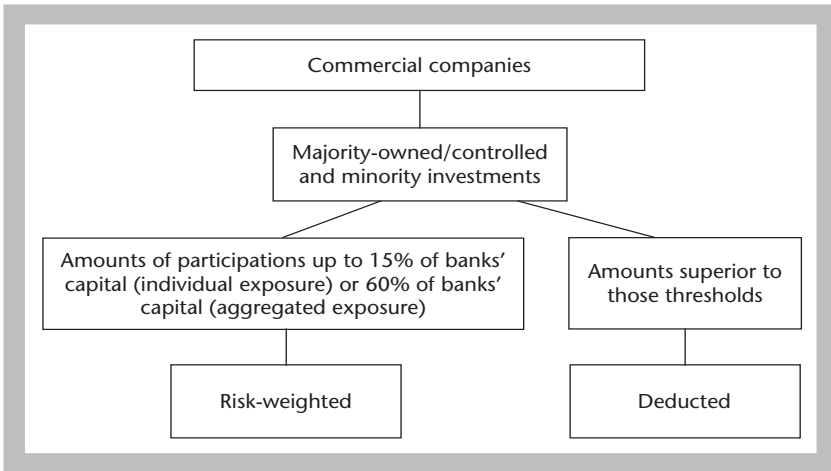 Commercial companies
Majority-owned/controlled
and minority investments
Amounts of participations up to 15% of banks’
capital (individual exposure) or 60% of banks’
capital (aggregated exposure)
Amounts superior to
those thresholds
Risk-weighted
Deducted